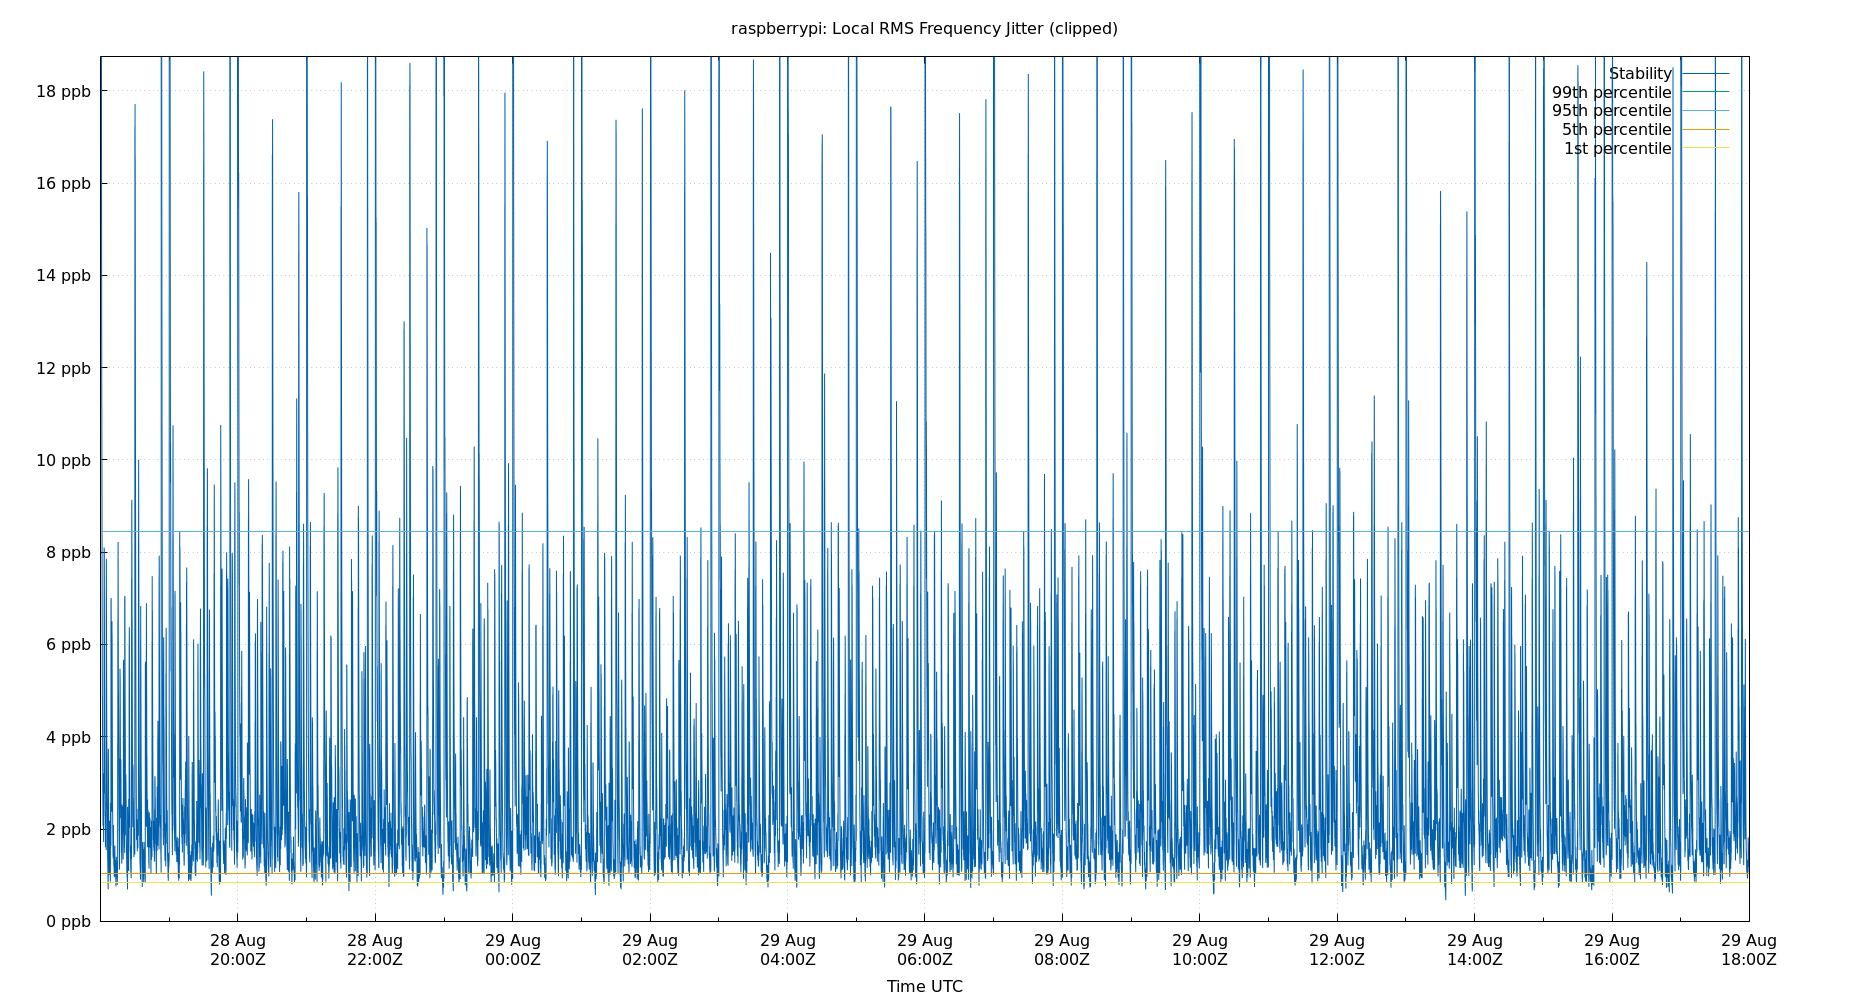 raspberrypi: Local RMS Frequency Jitter (clipped)
18 ppb
16 ppb
14 ppb
12 ppb
10 ppb
8 ppb
6 ppb
4 ppb
2 ppb
0 ppb
Stability
99th percentile
95th percentile
5th percentile
1st percentile
28 Aug 28 Aug 29 Aug 29 Aug 29 Aug 29 Aug 29 Aug 29 Aug 29 Aug 29 Aug 29 Aug 29 Aug
20:00Z 22:00Z 00:00Z 02:00Z 04:00Z 06:00Z 08:00Z 10:00Z 12:00Z 14:00Z 16:00Z 18:00Z
Time UTC